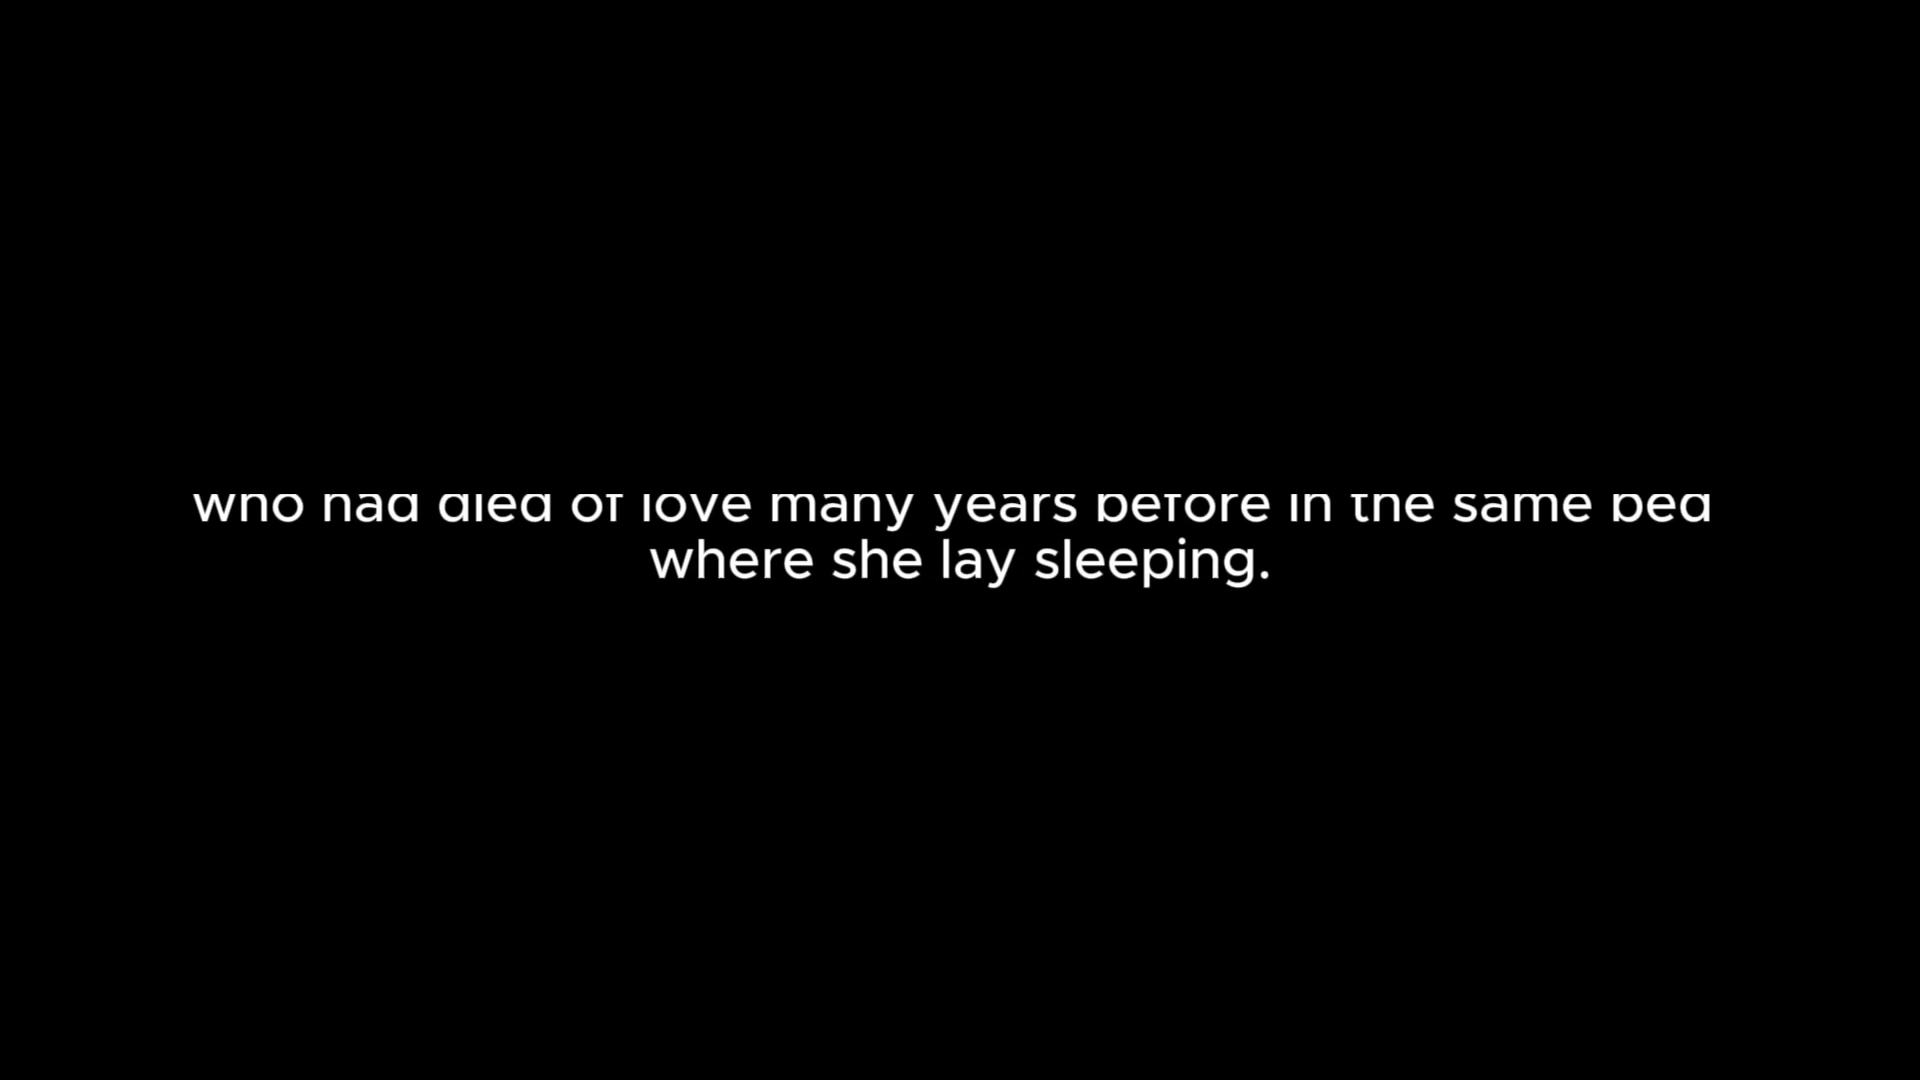 who had died of love many years before in the same bed
where she lay sleeping.